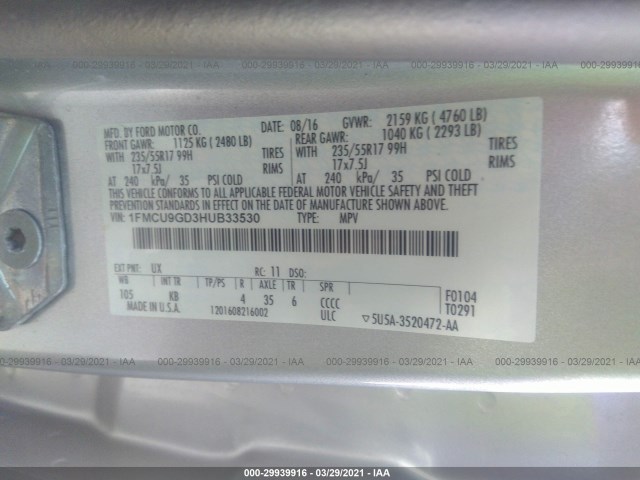 000-29939916 - 03/29/2021 - IAA
MFD. BY FORD MOTOR CO. DATE: 08/16 GVWR: 2159 KG ( 4760 LB)
FRONT GAWR: 1125 KG ( 2480 LB) REAR GAWR: 1040 KG ( 2293 LB)
WITH 235/55R17 99H TIRES WITH 235/55R17 99H TIRES
17x7.5J RIMS 17x7.5J RIMS
AT 240 kPa/ 35 PSI COLD AT 240 kPa/ 35 PSI COLD
THIS VEHICLE CONFORMS TO ALL APPLICABLE FEDERAL MOTOR VEHICLE SAFETY, BUMPER, AND THEFT
PREVENTION STANDARDS IN EFFECT ON THE DATE OF MANUFACTURE SHOWN ABOVE.
VIN: 1FMCU9GD3HUB33530 TYPE: MPV
EXT PNT: UX RC: 11 DSO:
WB INT TR TP/PS R AXLE TR SPR F0104
105 KB 4 35 6 CCCC T0291
MADE IN U.S.A. 1201608216002 ULC ▽5U5A-3520472-AA
000-29939916 - 03/29/2021 - IAA